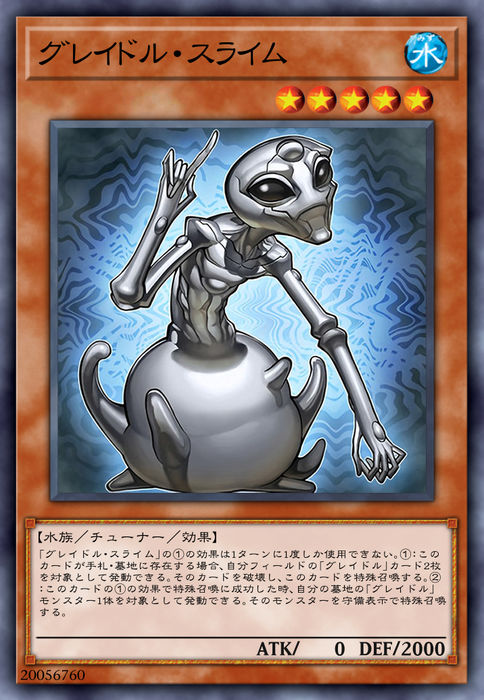 グレイドル・スライム
みず
水
【水族／チューナー／効果】
「グレイドル・スライム」の①の効果は1ターンに1度しか使用できない。①：この
カードが手札・墓地に存在する場合、自分フィールドの「グレイドル」カード2枚
を対象として発動できる。そのカードを破壊し、このカードを特殊召喚する。②
：このカードの①の効果で特殊召喚に成功した時、自分の墓地の「グレイドル」
モンスター1体を対象として発動できる。そのモンスターを守備表示で特殊召喚
する。
ATK/ 0 DEF/2000
20056760